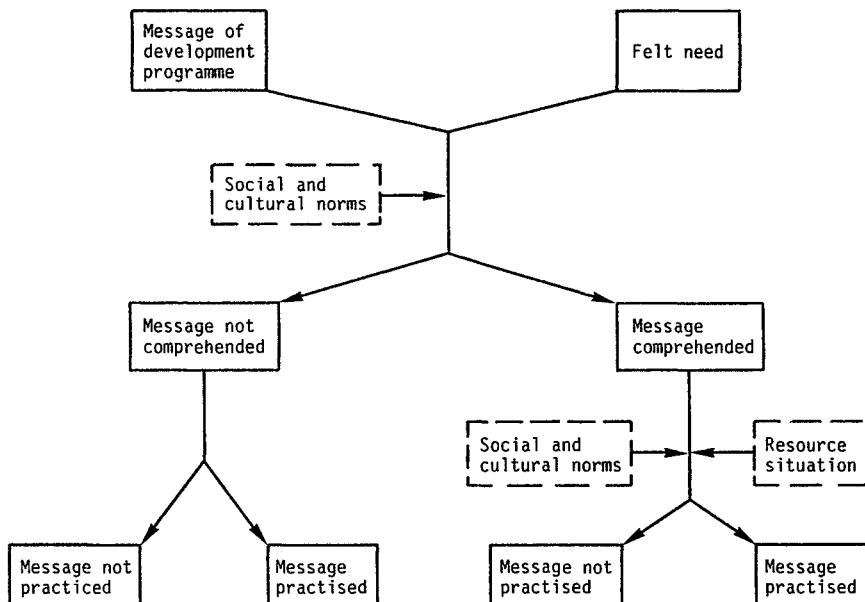 Message of
development
programme
Felt need
Social and
cultural norms
Message not
comprehended
Message
comprehended
Social and
cultural norms
Resource
situation
Message not
practiced
Message
practised
Message not
practised
Message
practised